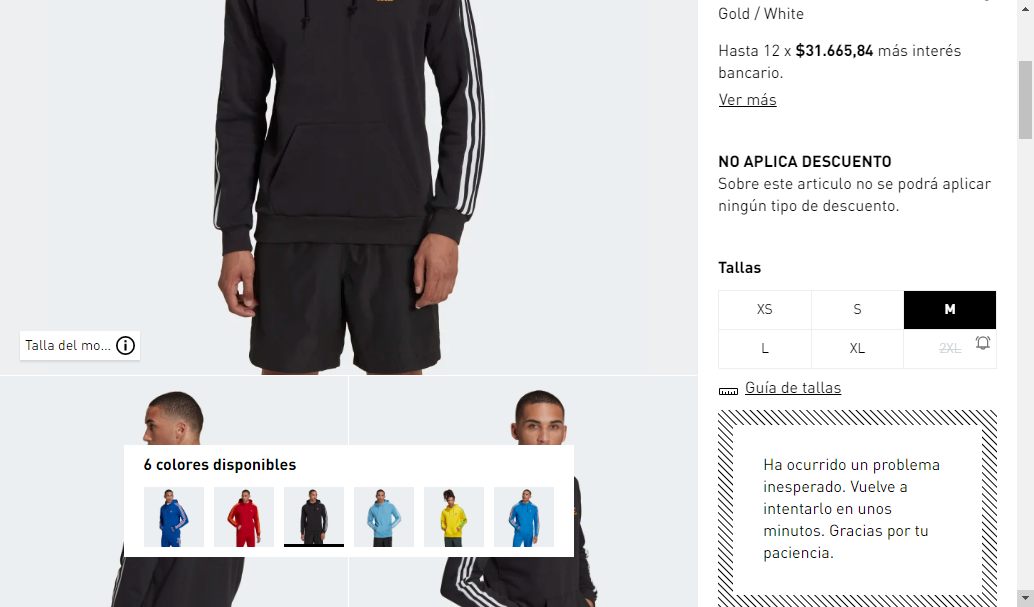 Gold / White
Hasta 12 x $31.665,84 más interés
bancario.
Ver más
NO APLICA DESCUENTO
Sobre este articulo no se podrá aplicar
ningún tipo de descuento.
Tallas
XS S M
L XL 2XL
Guía de tallas
Ha ocurrido un problema
inesperado. Vuelve a
intentarlo en unos
minutos. Gracias por tu
paciencia.
Talla del mo...
6 colores disponibles